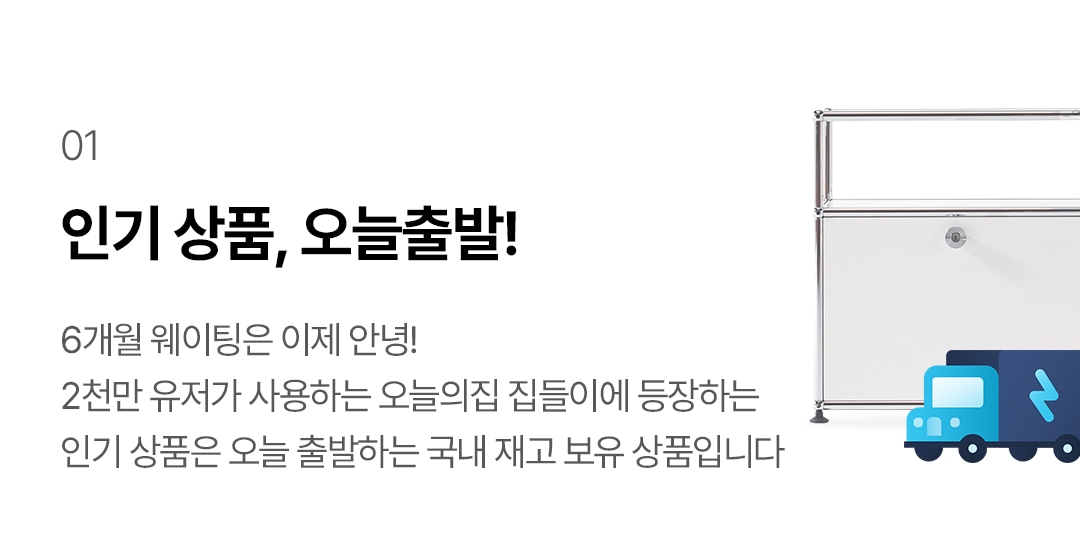 01
인기 상품, 오늘출발!
6개월 웨이팅은 이제 안녕!
2천만 유저가 사용하는 오늘의집 집들이에 등장하는
인기 상품은 오늘 출발하는 국내 재고 보유 상품입니다